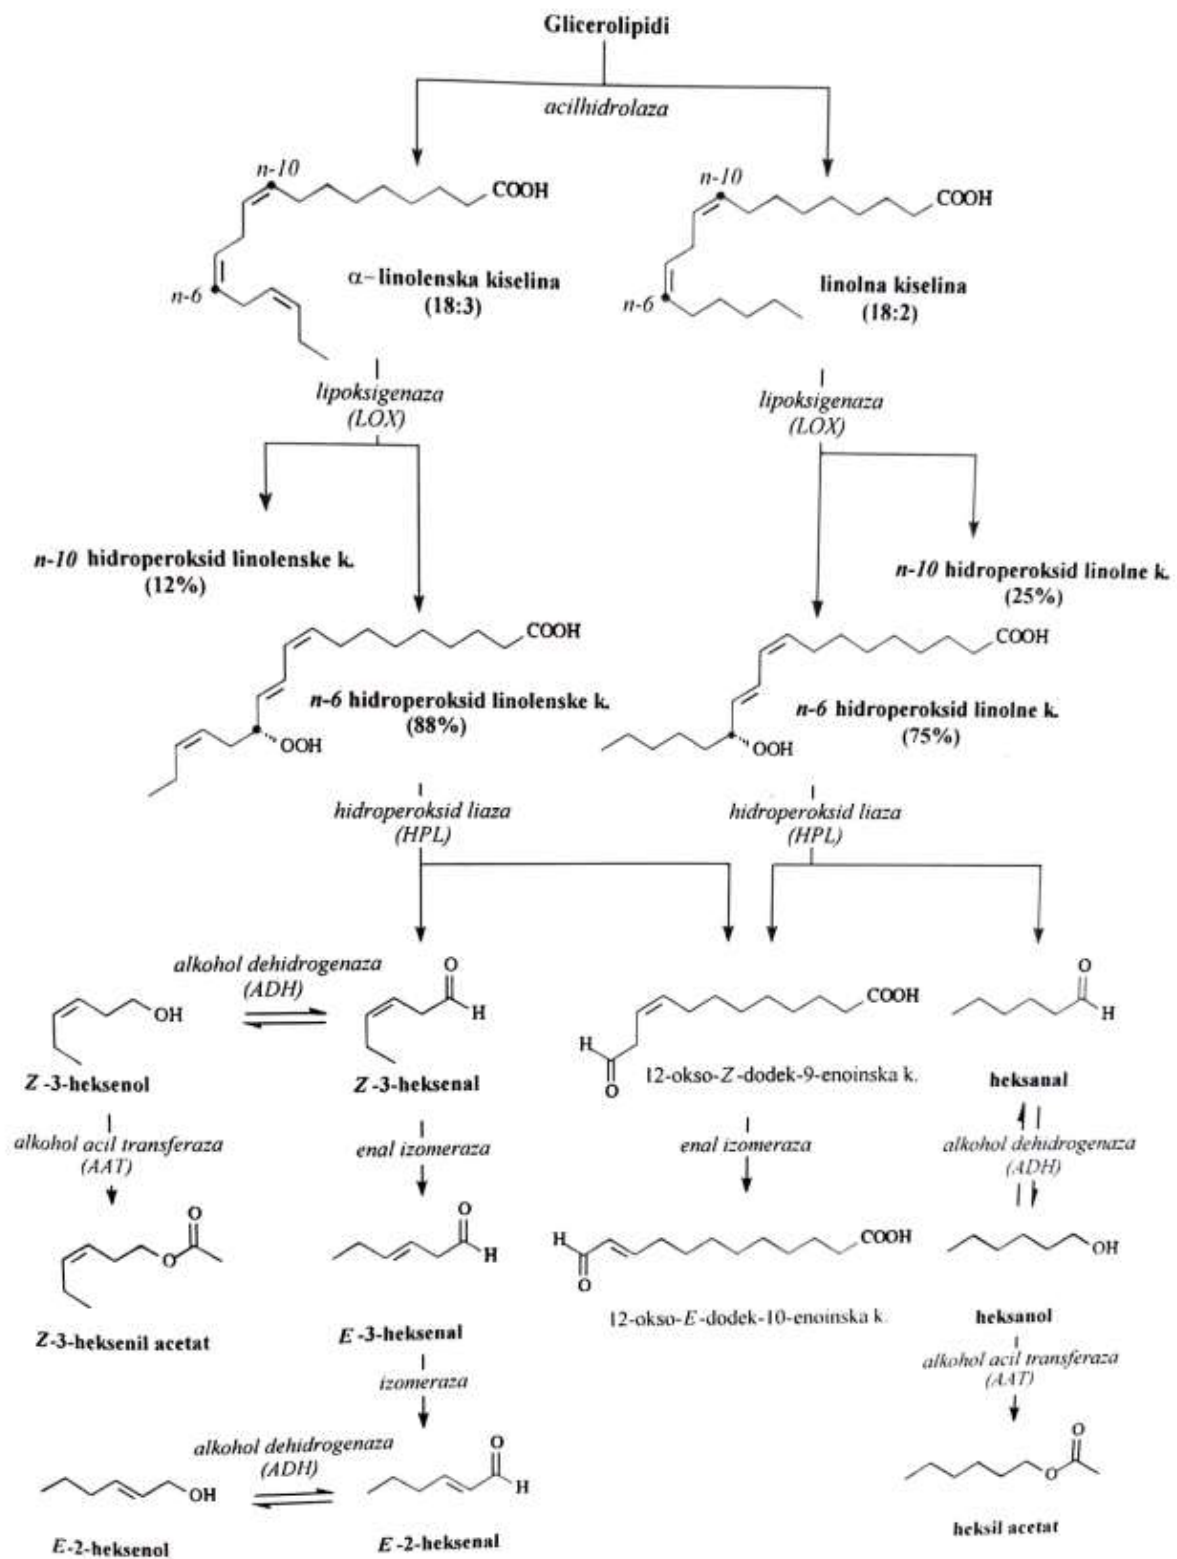 Glicerolipidi
acilhidrolaza
n-10
COOH
n-6
α-linolenska kiselina
(18:3)
n-10
COOH
n-6
linolna kiselina
(18:2)
lipoksigenaza
(LOX)
lipoksigenaza
(LOX)
n-10 hidroperoksid linolenske k.
(12%)
n-10 hidroperoksid linolne k.
(25%)
COOH
n-6 hidroperoksid linolenske k.
(88%)
OOH
COOH
n-6 hidroperoksid linolne k.
(75%)
OOH
hidroperoksid liaza
(HPL)
hidroperoksid liaza
(HPL)
alkohol dehidrogenaza
(ADH)
OH
Z-3-heksenol
O
H
Z-3-heksenal
COOH
H
O
12-okso-Z-dodek-9-enoinska k.
O
H
heksanal
alkohol acil transferaza
(AAT)
enal izomeraza
enal izomeraza
alkohol dehidrogenaza
(ADH)
O
O
Z-3-heksenil acetat
O
H
E-3-heksenal
H
O
COOH
12-okso-E-dodek-10-enoinska k.
OH
heksanol
izomeraza
alkohol acil transferaza
(AAT)
alkohol dehidrogenaza
(ADH)
OH
E-2-heksenol
O
H
E-2-heksenal
O
O
heksil acetat